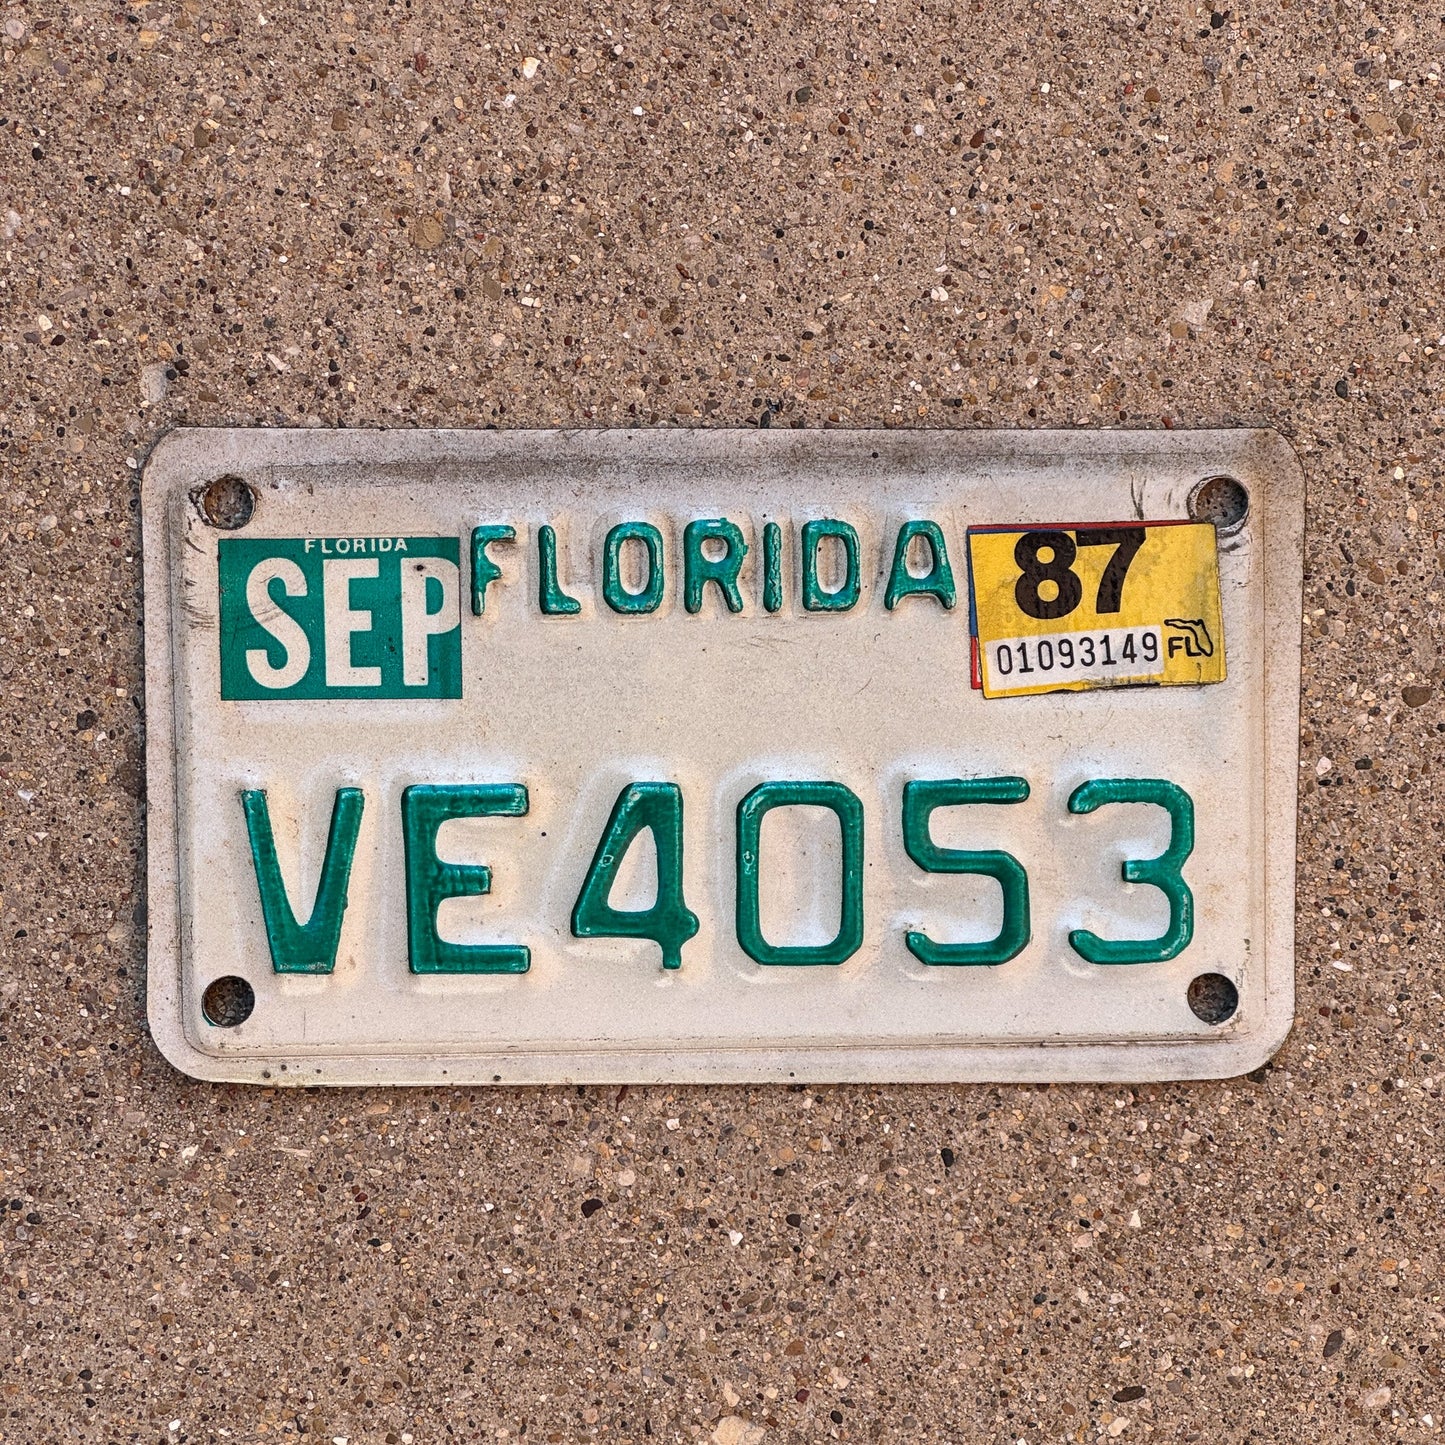 FLORIDA
SEP
FLORIDA
87
01093149 FL
VE4053